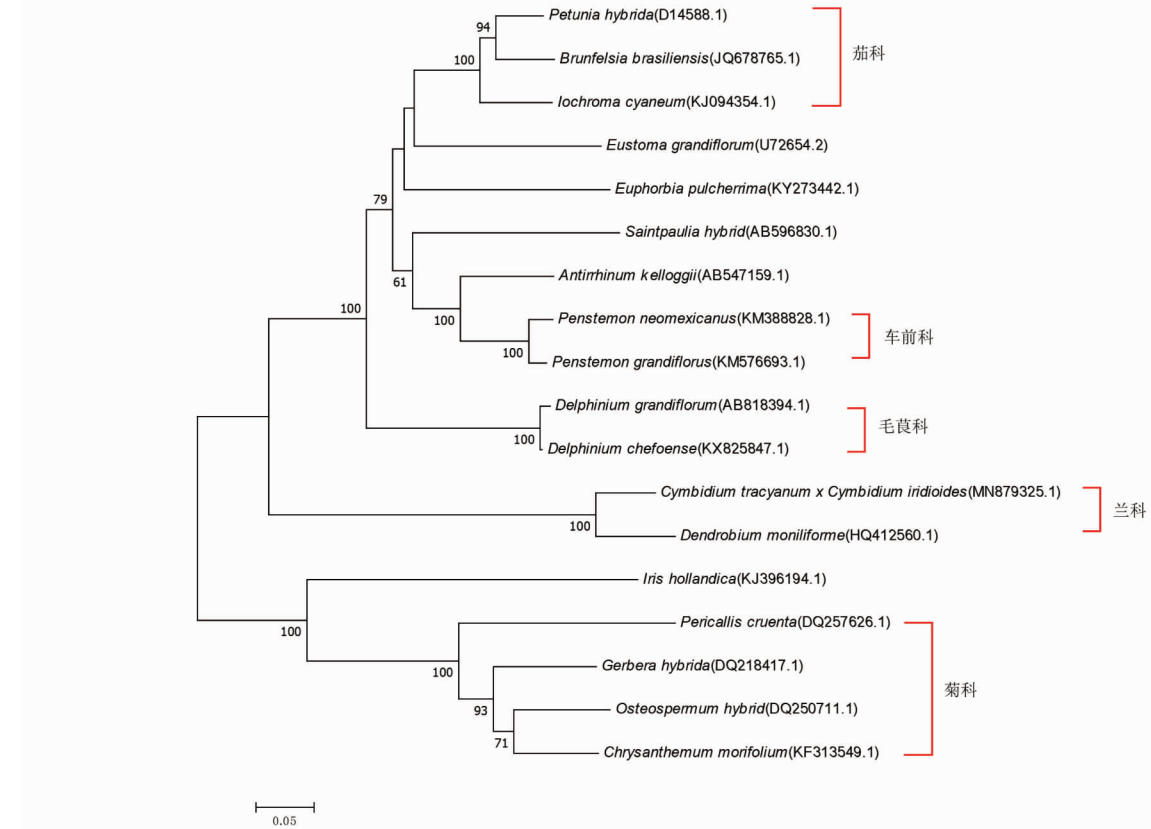 Petunia hybrida(D14588.1)
94
Brunfelsia brasiliensis(JQ678765.1)
茄科
100
Iochroma cyaneum(KJ094354.1)
Eustoma grandiflorum(U72654.2)
Euphorbia pulcherrima(KY273442.1)
79
Saintpaulia hybrid(AB596830.1)
Antirrhinum kelloggii(AB547159.1)
61
100
100
Penstemon neomexicanus(KM388828.1)
车前科
100
Penstemon grandiflorus(KM576693.1)
Delphinium grandiflorum(AB818394.1)
毛茛科
100
Delphinium chefoense(KX825847.1)
Cymbidium tracyanum x Cymbidium iridioides(MN879325.1)
兰科
100
Dendrobium moniliforme(HQ412560.1)
Iris hollandica(KJ396194.1)
100
Pericallis cruenta(DQ257626.1)
100
Gerbera hybrida(DQ218417.1)
菊科
93
Osteospermum hybrid(DQ250711.1)
71
Chrysanthemum morifolium(KF313549.1)
0.05